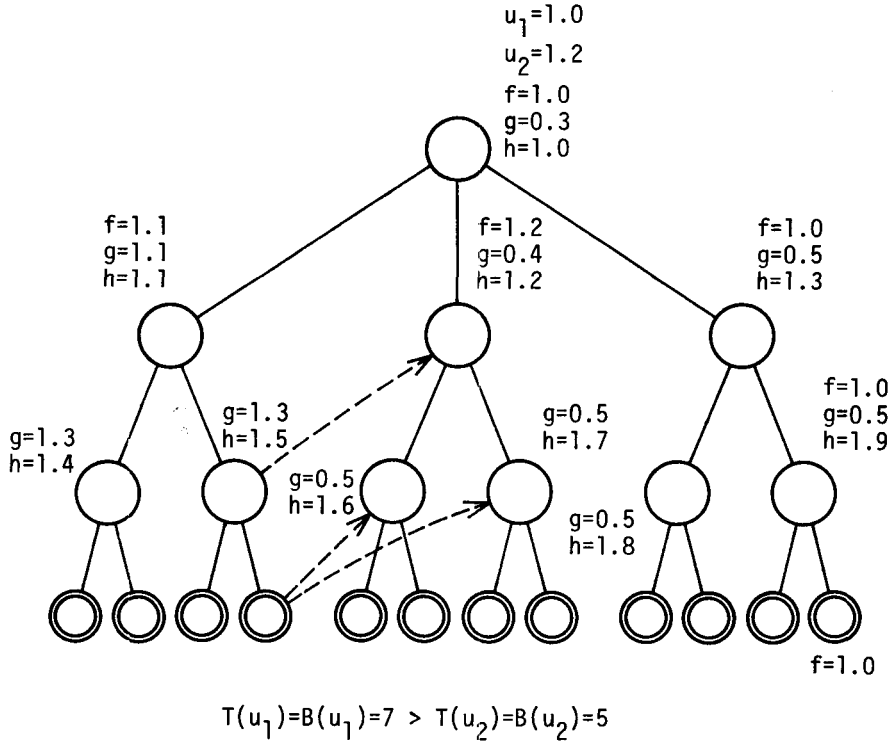 u₁=1.0
u₂=1.2
f=1.0
g=0.3
h=1.0
f=1.1
g=1.1
h=1.1
f=1.2
g=0.4
h=1.2
f=1.0
g=0.5
h=1.3
g=1.3
h=1.4
g=1.3
h=1.5
g=0.5
h=1.6
g=0.5
h=1.7
g=0.5
h=1.8
f=1.0
g=0.5
h=1.9
f=1.0
T(u₁)=B(u₁)=7 > T(u₂)=B(u₂)=5